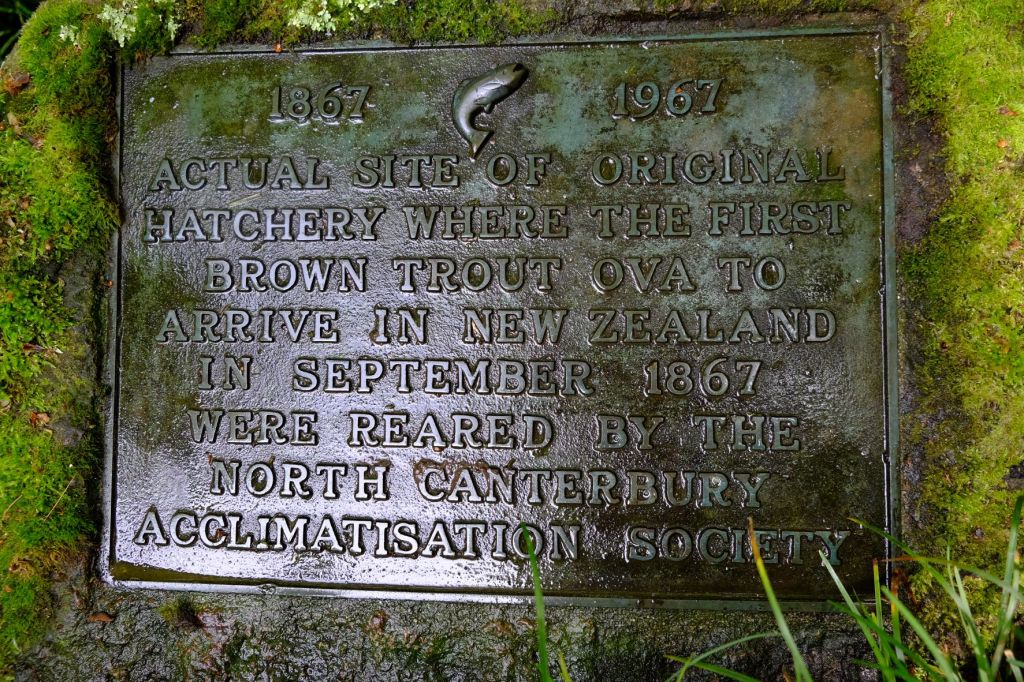 1867 1967
ACTUAL SITE OF ORIGINAL
HATCHERY WHERE THE FIRST
BROWN TROUT OVA TO
ARRIVE IN NEW ZEALAND
IN SEPTEMBER 1867
WERE REARED BY THE
NORTH CANTERBURY
ACCLIMATISATION SOCIETY